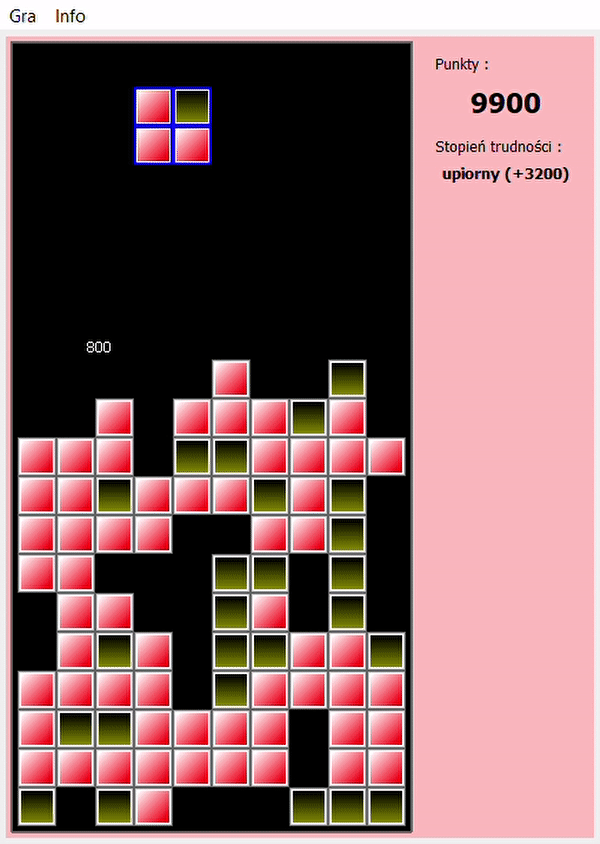 Gra Info
Punkty :
9900
Stopień trudności :
upiorny (+3200)
800